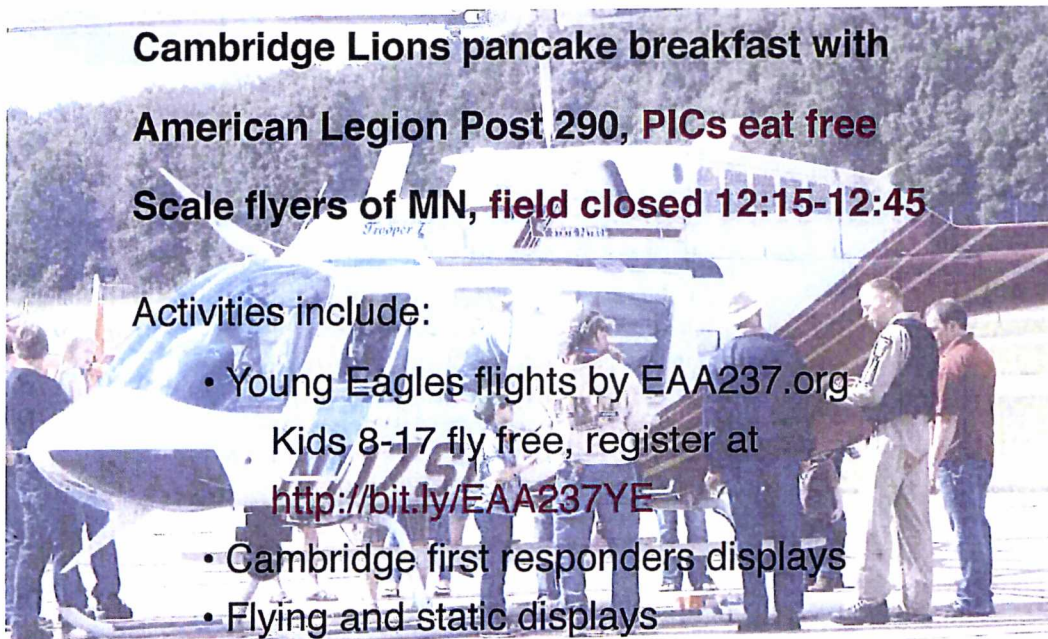 Cambridge Lions pancake breakfast with
American Legion Post 290, PICs eat free
Scale flyers of MN, field closed 12:15-12:45
Trooper 7
Activities include:
• Young Eagles flights by EAA237.org
Kids 8-17 fly free, register at
http://bit.ly/EAA237YE
• Cambridge first responders displays
• Flying and static displays